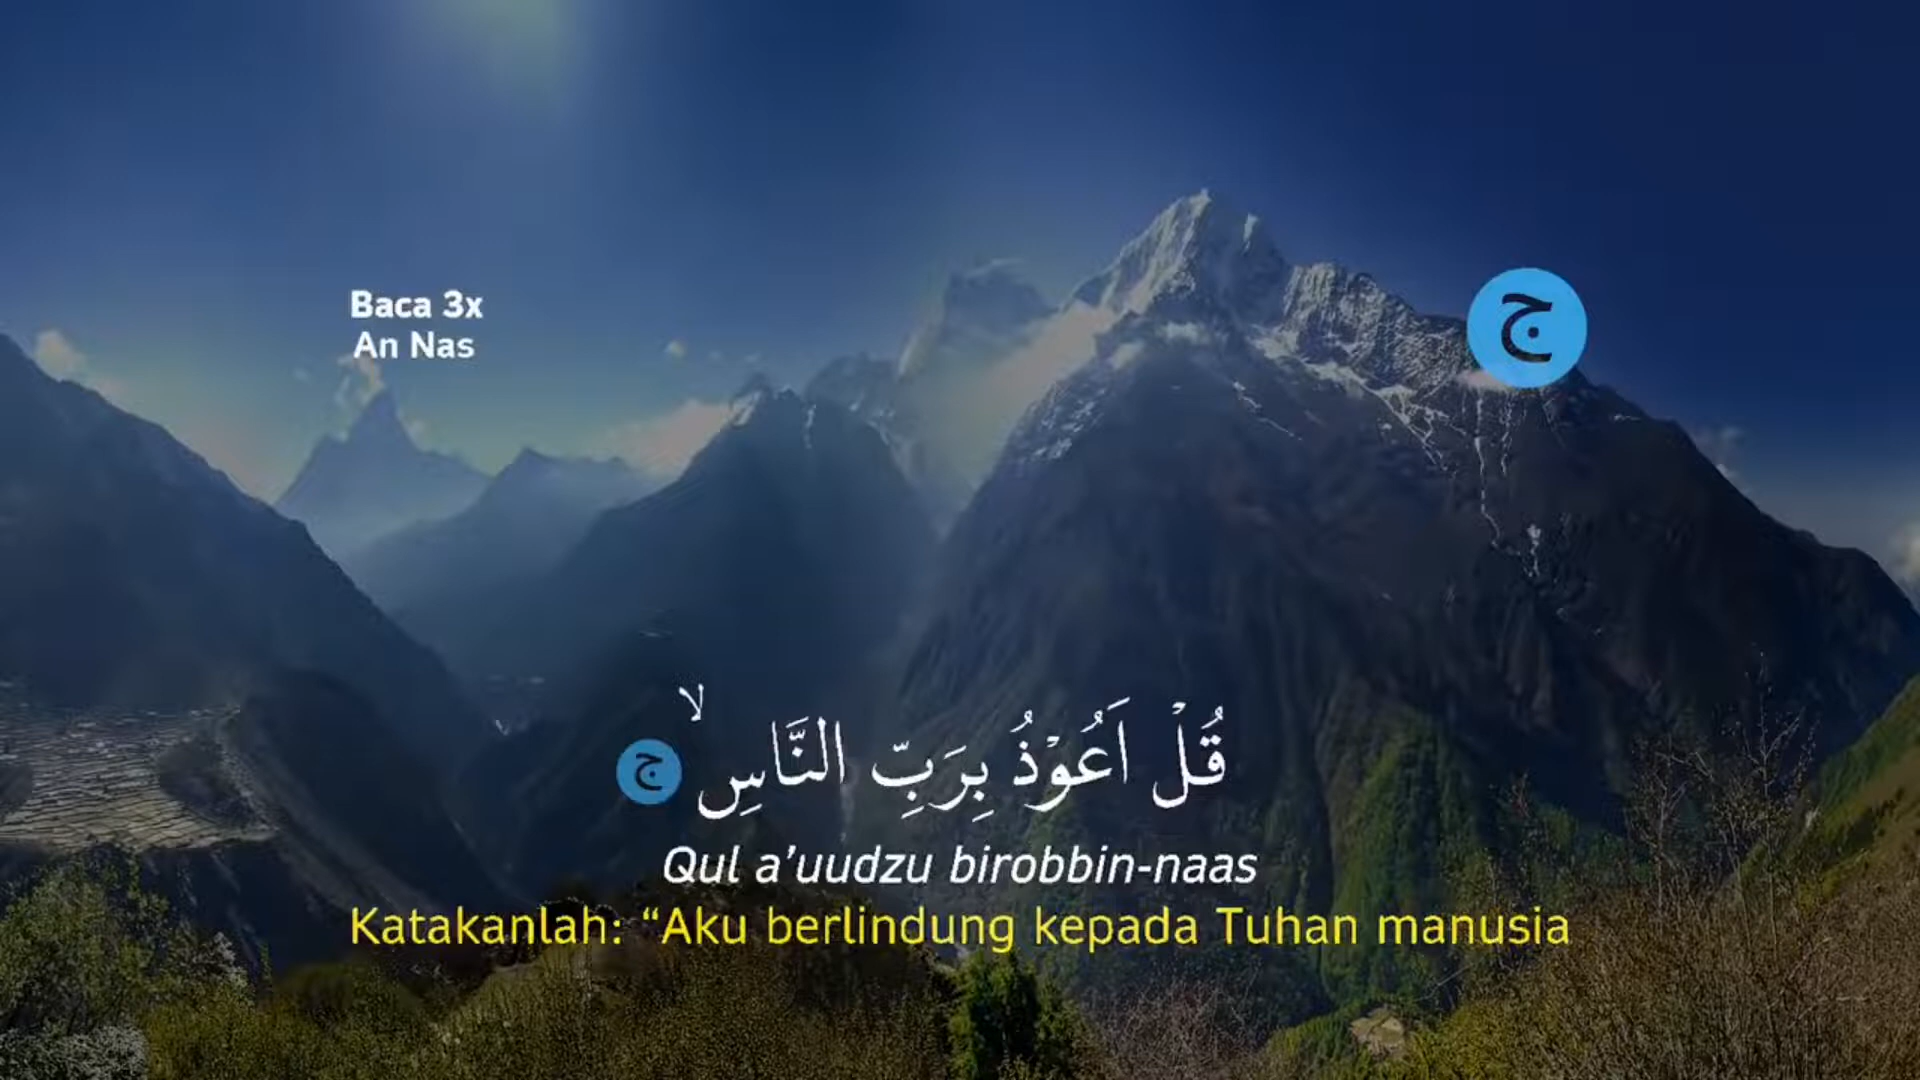 Baca 3x
An Nas
ج
قُلْ اَعُوْذُ بِرَبِّ النَّاسِۙ ج
Qul a’uudzu birobbin-naas
Katakanlah: “Aku berlindung kepada Tuhan manusia